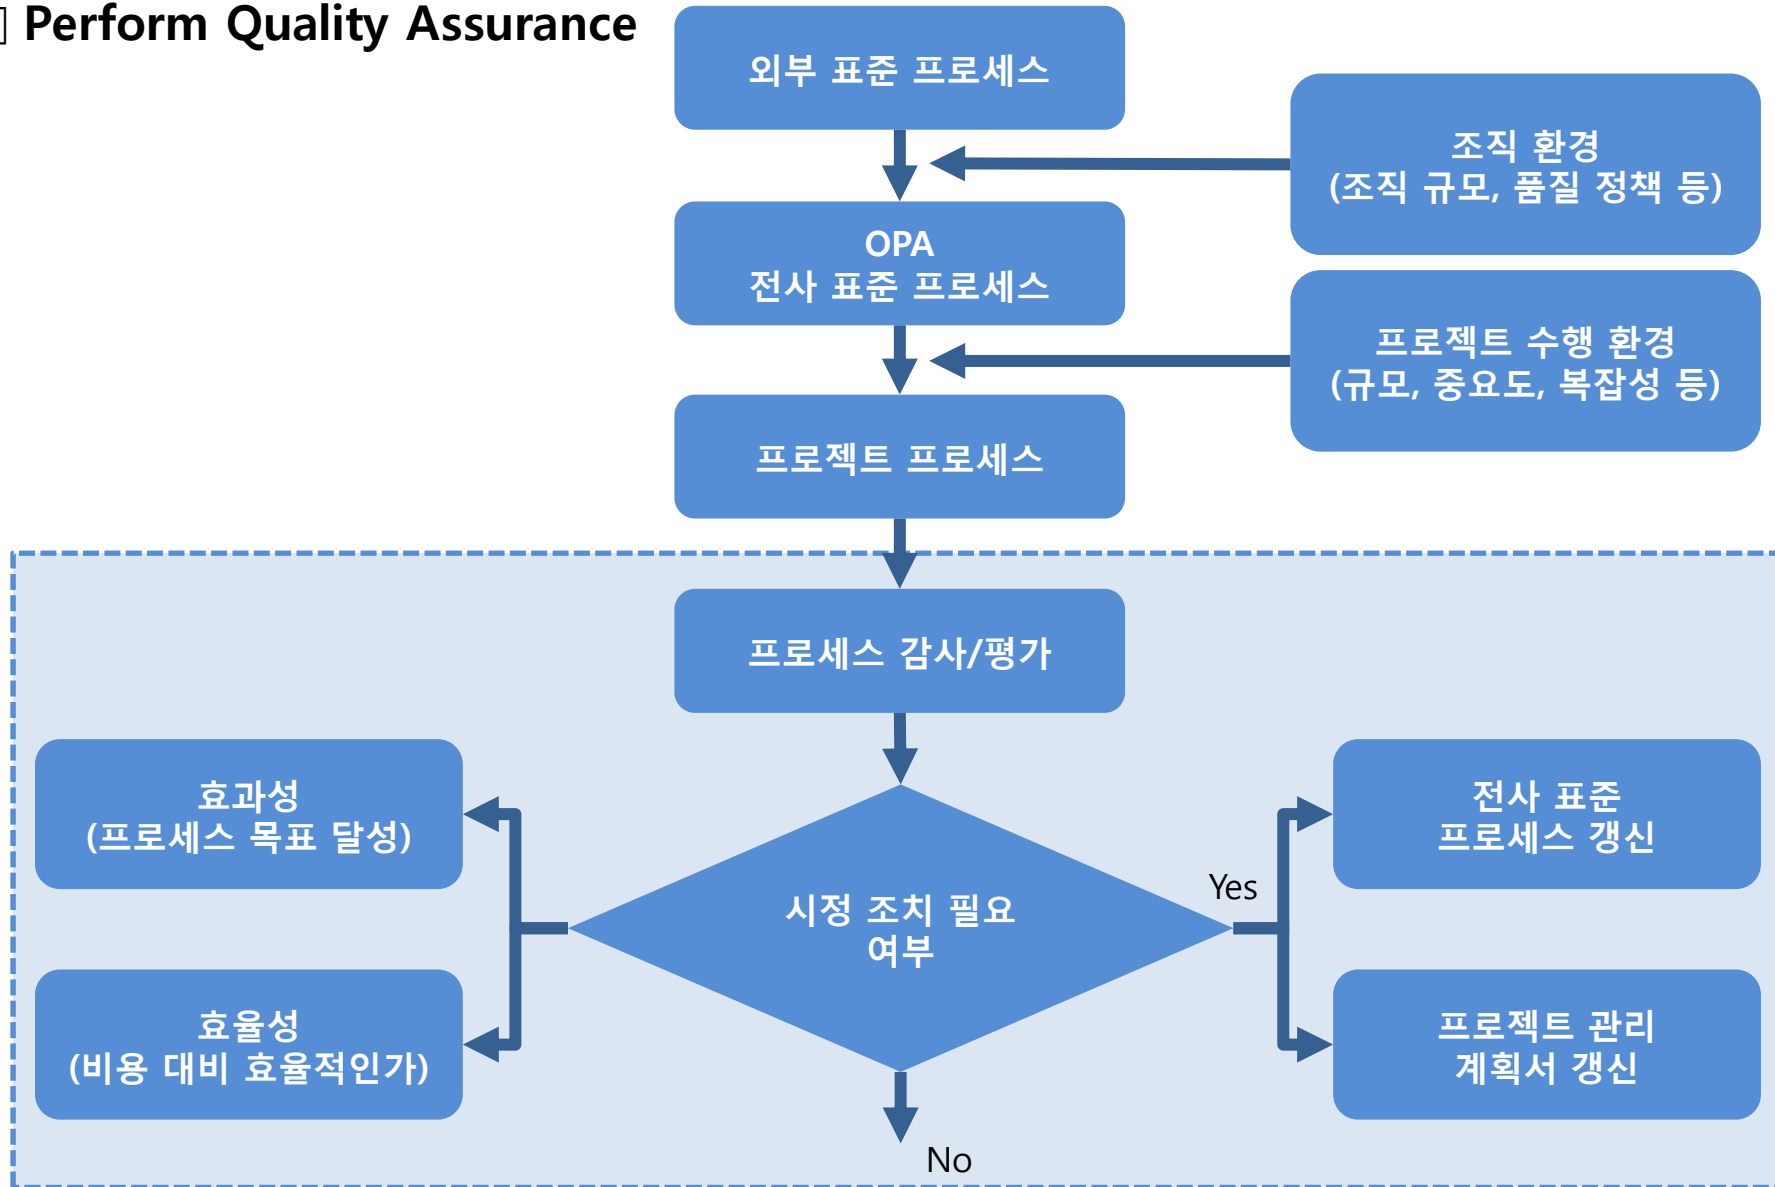 Perform Quality Assurance
외부 표준 프로세스
조직 환경
(조직 규모, 품질 정책 등)
OPA
전사 표준 프로세스
프로젝트 수행 환경
(규모, 중요도, 복잡성 등)
프로젝트 프로세스
프로세스 감사/평가
효과성
(프로세스 목표 달성)
전사 표준
프로세스 갱신
Yes
시정 조치 필요
여부
효율성
(비용 대비 효율적인가)
프로젝트 관리
계획서 갱신
No